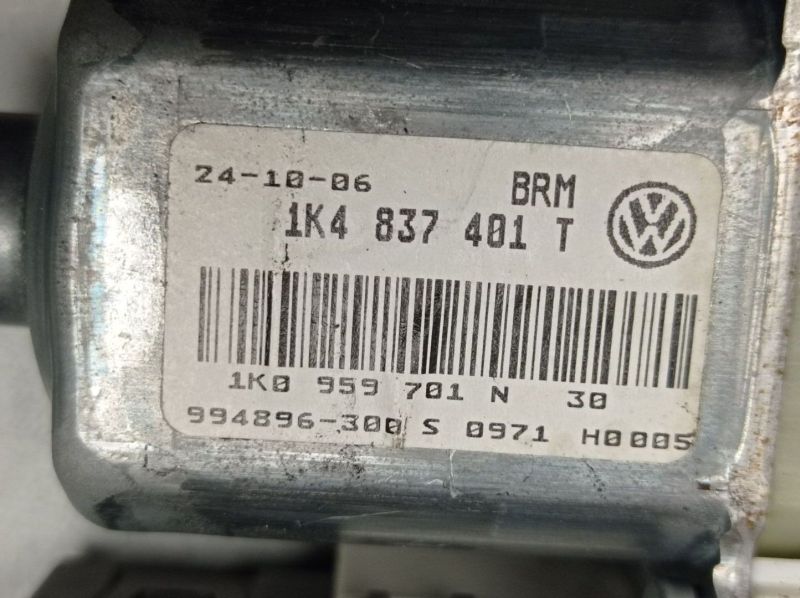 24-10-06 BRM
1K4 837 401 T
1K0 959 701 N 30
994896-300 S 0971 H0005